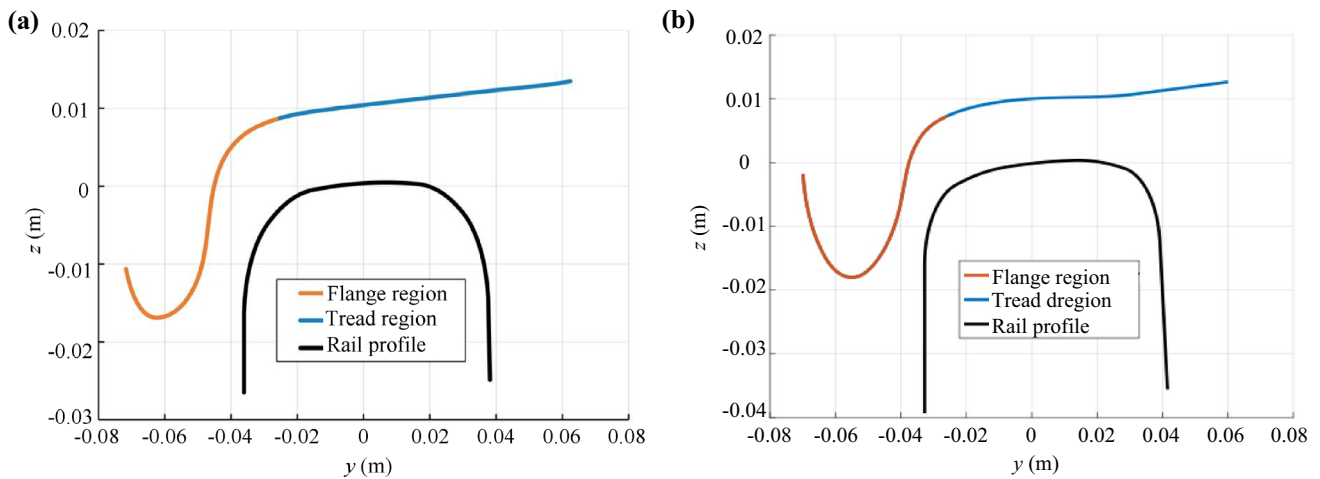 (a)
0.02
0.01
0
-0.01
-0.02
-0.03
z (m)
-0.08 -0.06 -0.04 -0.02 0 0.02 0.04 0.06 0.08
y (m)
Flange region
Tread region
Rail profile
(b)
0.02
0.01
0
-0.01
-0.02
-0.03
-0.04
z (m)
-0.08 -0.06 -0.04 -0.02 0 0.02 0.04 0.06 0.08
y (m)
Flange region
Tread dregion
Rail profile